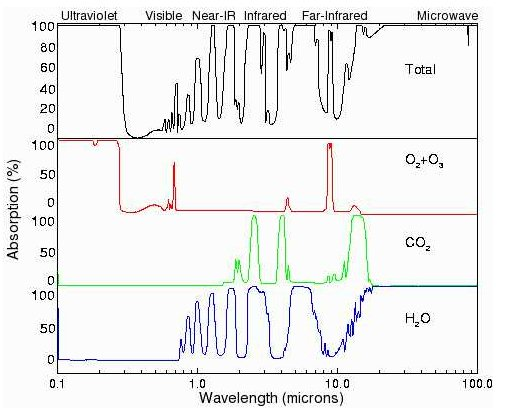 Ultraviolet Visible Near-IR Infrared Far-Infrared Microwave
100
80
60
40
20
0
Total
100
50
0
O2+O3
100
50
0
CO2
100
50
0
H2O
Absorption (%)
0.1 1.0 10.0 100.0
Wavelength (microns)